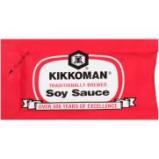 KIKKOMAN®
TRADITIONALLY BREWED
Soy Sauce
OVER 300 YEARS OF EXCELLENCE